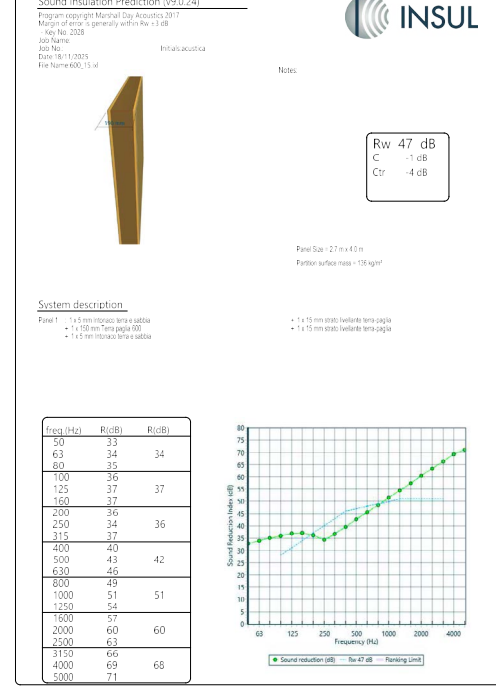 Sound Insulation Prediction (v9.0.24)
INSUL
Program copyright Marshall Day Acoustics 2017
Margin of error is generally within Rw ±3 dB
- Key No. 2028
Job Name:
Job No.: Initials:acustica
Date:18/11/2025
File Name:600_15.ixl
Notes:
Rw 47 dB
C -1 dB
Ctr -4 dB
Panel Size = 2.7 m x 4.0 m
Partition surface mass = 136 kg/m²
System description
Panel 1 : 1 x 5 mm Intonaco terra e sabbia
+ 1 x 150 mm Terra paglia 600
+ 1 x 5 mm Intonaco terra e sabbia
+ 1 x 15 mm strato livellante terra-paglia
+ 1 x 15 mm strato livellante terra-paglia
freq.(Hz) R(dB) R(dB)
50 33
63 34 34
80 35
100 36
125 37 37
160 37
200 36
250 34 36
315 37
400 40
500 43 42
630 46
800 49
1000 51 51
1250 54
1600 57
2000 60 60
2500 63
3150 66
4000 69 68
5000 71
Sound Reduction Index (dB)
80
75
70
65
60
55
50
45
40
35
30
25
20
15
10
5
0
63 125 250 500 1000 2000 4000
Frequency (Hz)
Sound reduction (dB) Rw 47 dB Flanking Limit